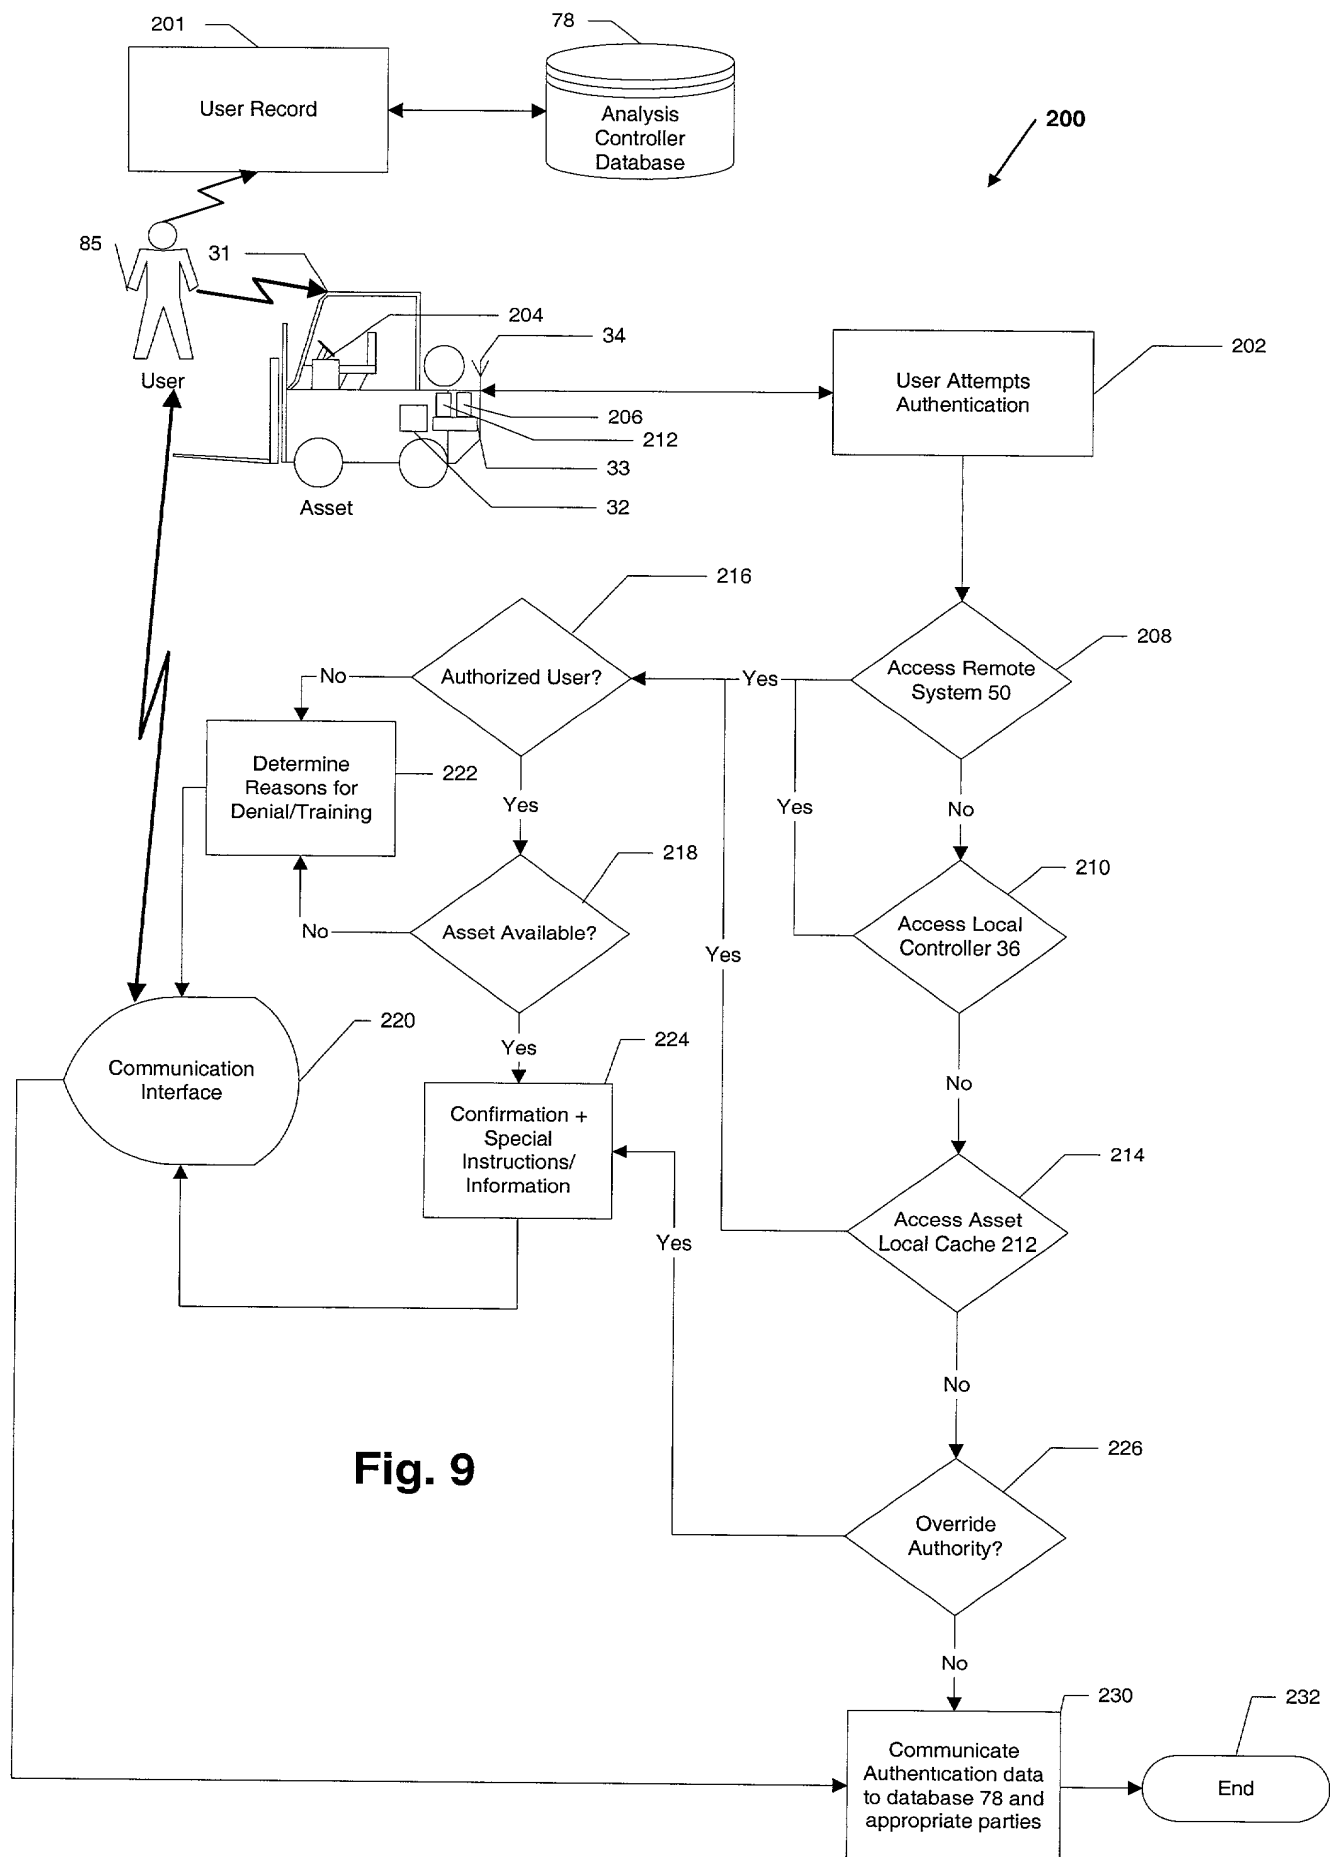 201
78
User Record
Analysis
Controller
Database
200
85
31
204
34
User
202
User Attempts
Authentication
206
212
33
Asset
32
216
208
No
Authorized User?
Yes
Access Remote
System 50
Determine
Reasons for
Denial/Training
222
Yes
Yes
No
218
210
No
Asset Available?
Yes
Access Local
Controller 36
220
Yes
224
Communication
Interface
No
Confirmation +
Special
Instructions/
Information
214
Yes
Access Asset
Local Cache 212
No
Fig. 9
226
Override
Authority?
No
230
232
Communicate
Authentication data
to database 78 and
appropriate parties
End